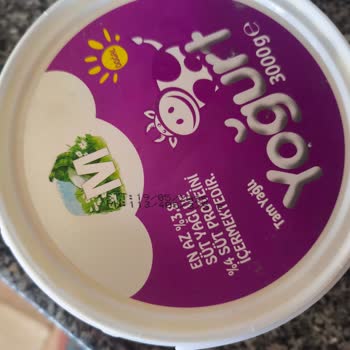 Yoğurt
3000g e
Tam Yağlı
EN AZ %3,8
SÜT YAĞI VE
%4 SÜT PROTEİNİ
İÇERMEKTEDİR.
M